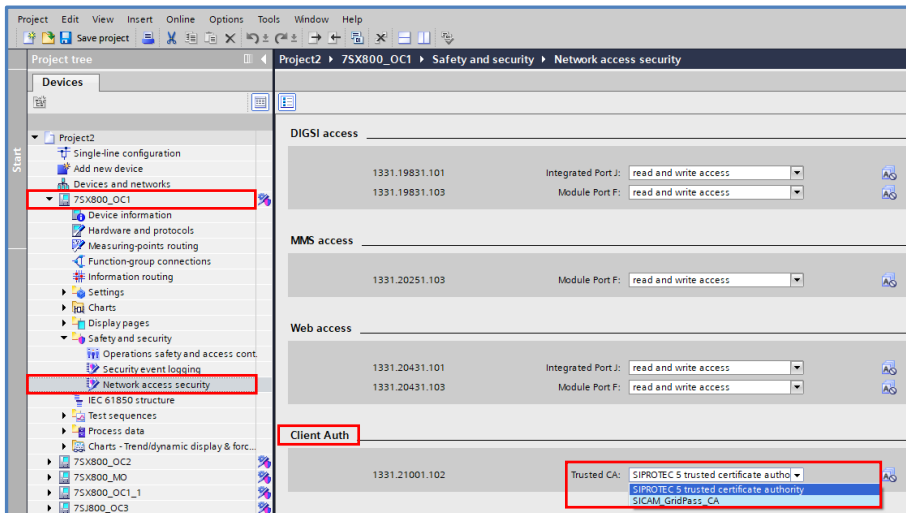 Project Edit View Insert Online Options Tools Window Help
Save project
Project tree
Project2 ▸ 7SX800_OC1 ▸ Safety and security ▸ Network access security
Start
Devices
Project2
Single-line configuration
Add new device
Devices and networks
7SX800_OC1
Device information
Hardware and protocols
Measuring-points routing
Function-group connections
Information routing
Settings
Charts
Display pages
Safety and security
Operations safety and access cont.
Security event logging
Network access security
IEC 61850 structure
Test sequences
Process data
Charts - Trend/dynamic display & forc...
7SX800_OC2
7SX800_MO
7SX800_OC1_1
7SJ800_OC3
DIGSI access
1331.19831.101 Integrated Port J: read and write access
1331.19831.103 Module Port F: read and write access
MMS access
1331.20251.103 Module Port F: read and write access
Web access
1331.20431.101 Integrated Port J: read and write access
1331.20431.103 Module Port F: read and write access
Client Auth
1331.21001.102 Trusted CA: SIPROTEC 5 trusted certificate autho
SIPROTEC 5 trusted certificate authority
SICAM_GridPass_CA